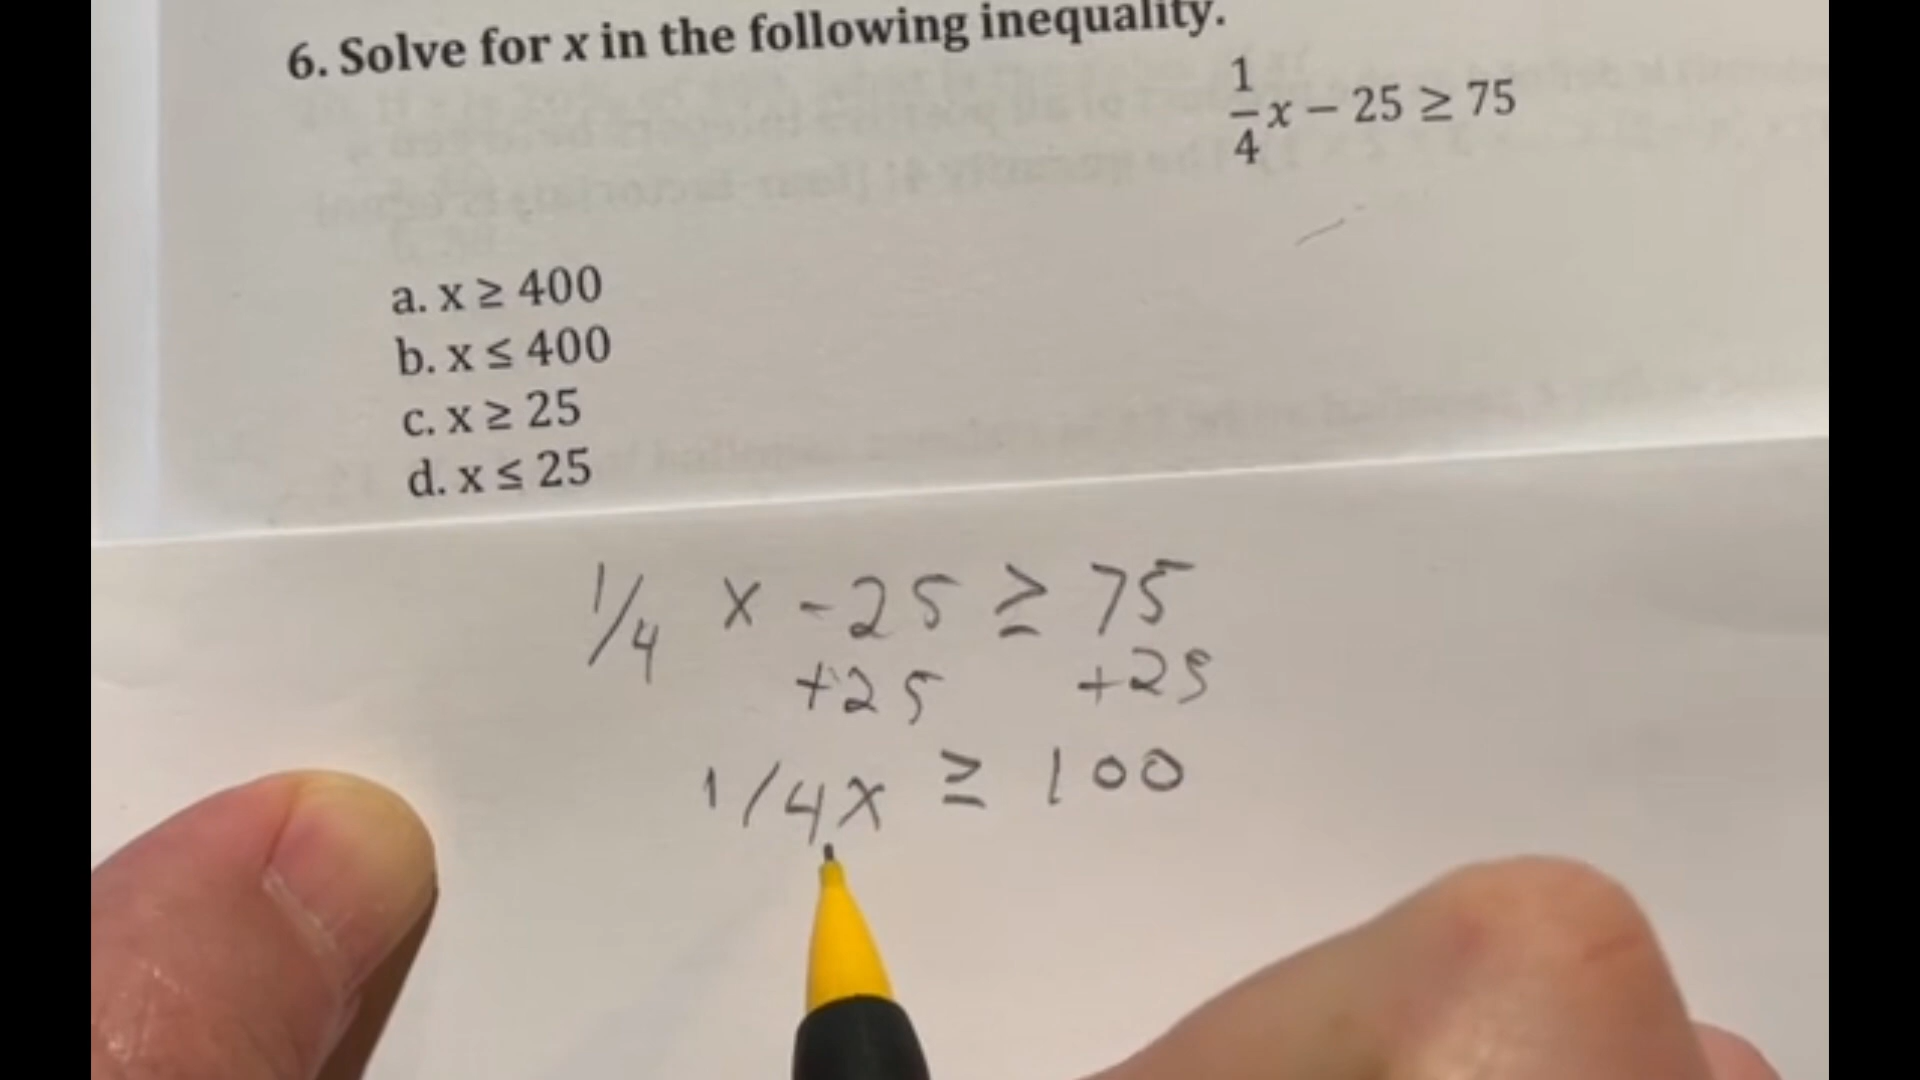 6. Solve for x in the following inequality.
1/4 x − 25 ≥ 75
a. x ≥ 400
b. x ≤ 400
c. x ≥ 25
d. x ≤ 25
1/4 x - 25 ≥ 75
+25 +25
1/4x ≥ 100